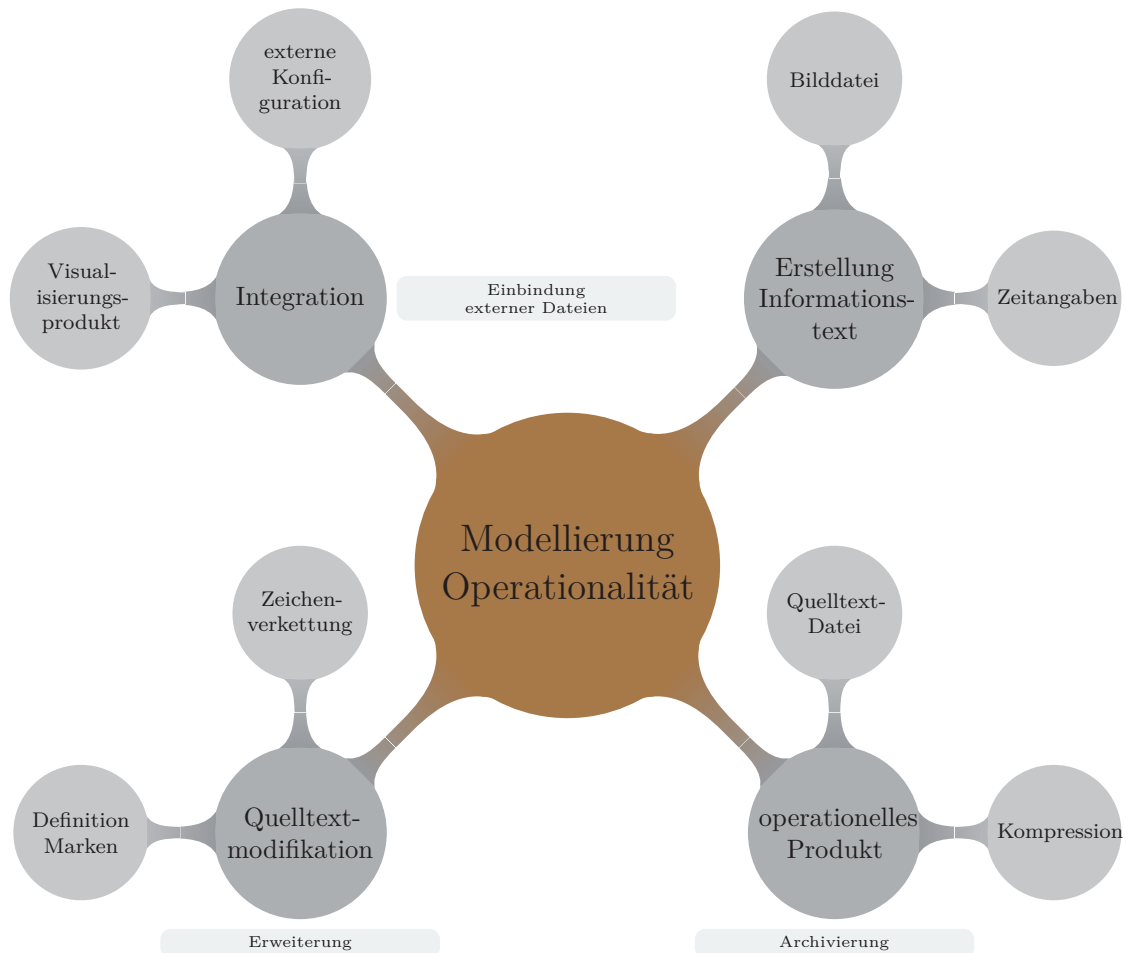 externe
Konfi-
guration
Bilddatei
Visual-
isierungs-
produkt
Integration
Einbindung
externer Dateien
Erstellung
Informations-
text
Zeitangaben
Modellierung
Operationalität
Zeichen-
verkettung
Quelltext-
Datei
Definition
Marken
Quelltext-
modifikation
operationelles
Produkt
Kompression
Erweiterung
Archivierung